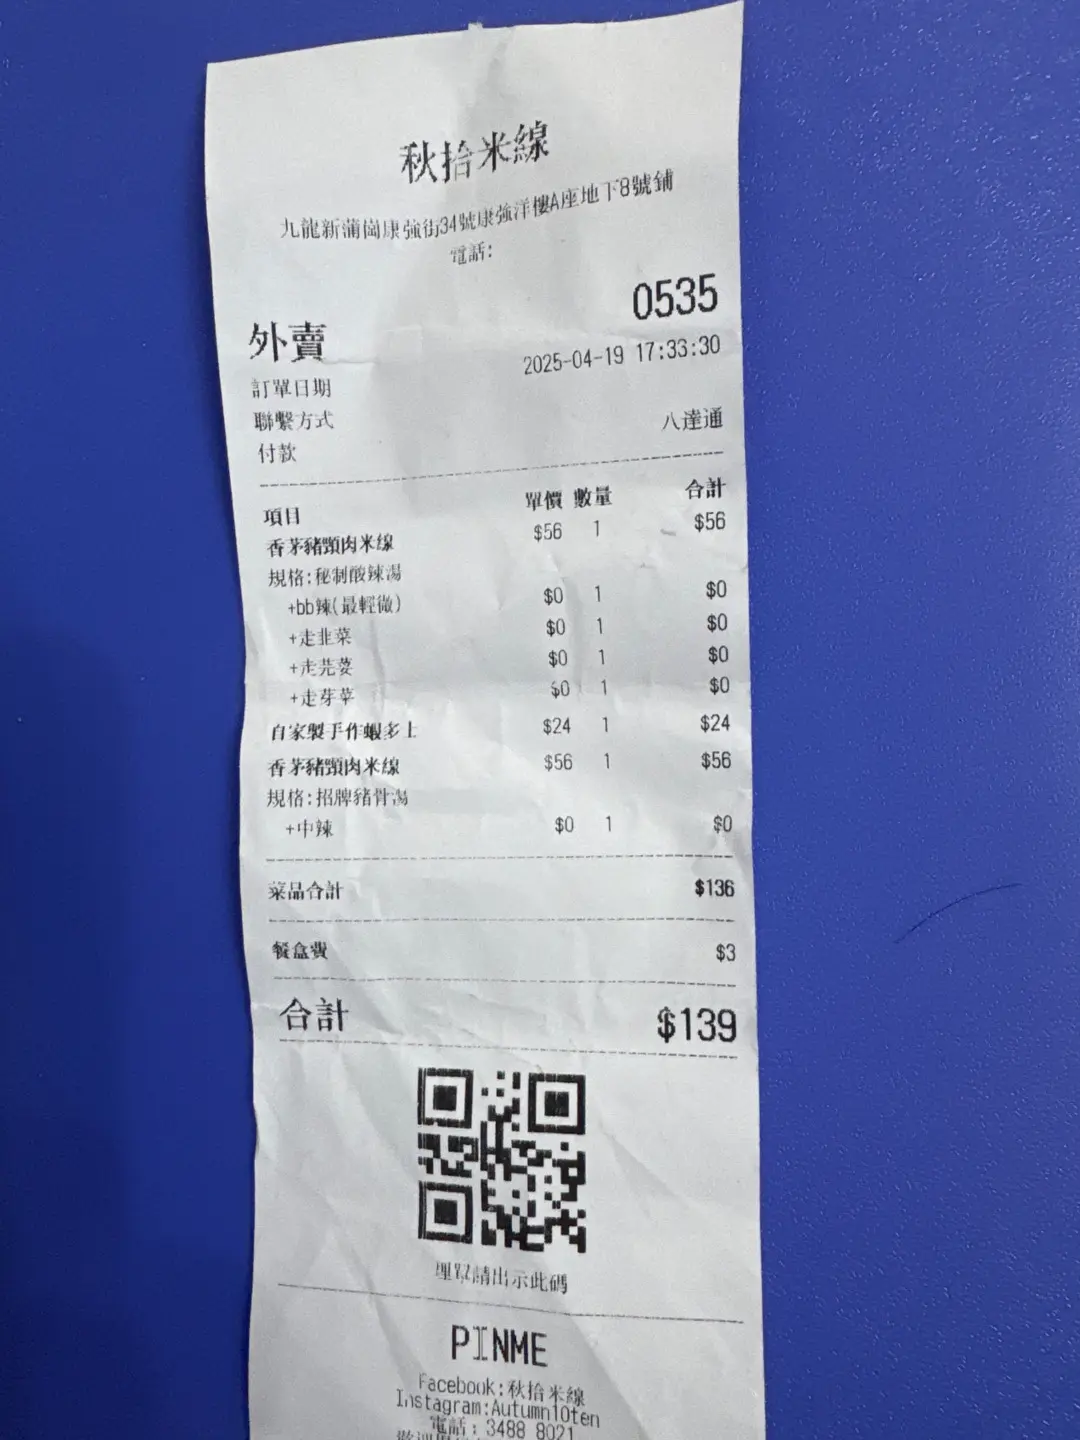 秋拾米線
九龍新蒲崗康強街34號康強洋樓A座地下8號鋪
電話:
0535
外賣
訂單日期 2025-04-19 17:33:30
聯繫方式
付款 八達通
項目 單價 數量 合計
香茅豬頸肉米線 $56 1 $56
規格:秘制酸辣湯
+bb辣(最輕微) $0 1 $0
+走韭菜 $0 1 $0
+走芫荽 $0 1 $0
+走芽菜 $0 1 $0
自家製手作蝦多士 $24 1 $24
香茅豬頸肉米線 $56 1 $56
規格:招牌豬骨湯
+中辣 $0 1 $0
菜品合計 $136
餐盒費 $3
合計 $139
埋單請出示此碼
PINME
Facebook:秋拾米線
Instagram:Autumn10ten
電話: 3488 8021